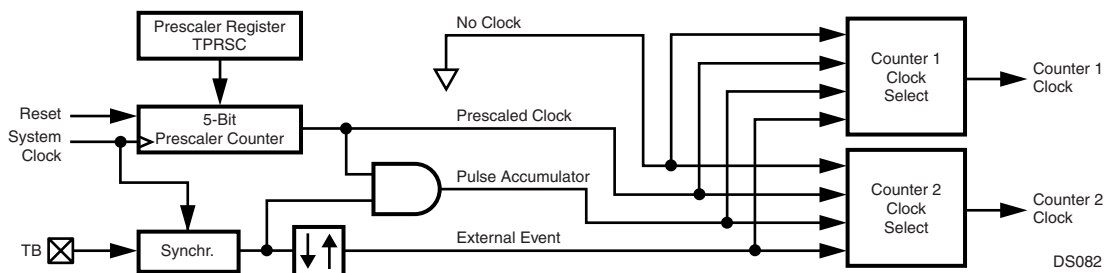 Prescaler Register
TPRSC
No Clock
Counter 1
Clock
Select
Counter 1
Clock
Reset
System
Clock
5-Bit
Prescaler Counter
Prescaled Clock
Pulse Accumulator
Counter 2
Clock
Select
Counter 2
Clock
TB
Synchr.
External Event
DS082